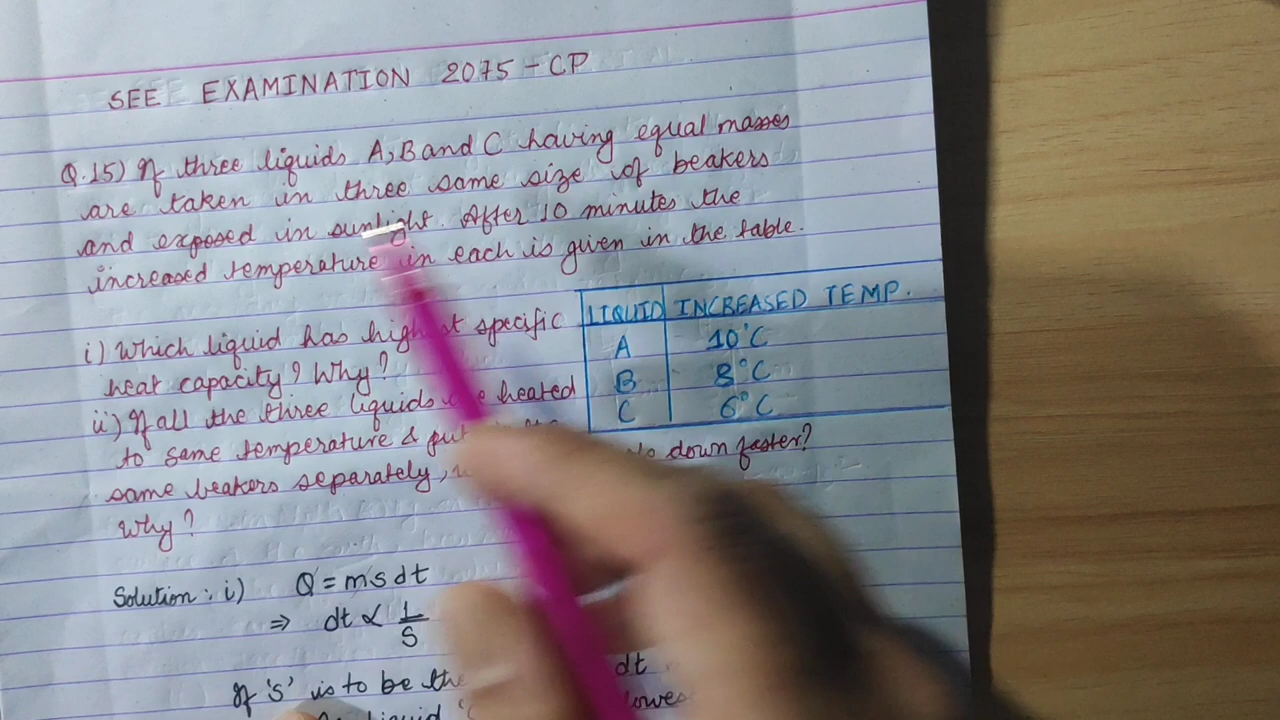 SEE EXAMINATION 2075 - CP
Q.15) If three liquids A, B and C having equal masses
are taken in three same size of beakers
and exposed in sunlight. After 10 minutes the
increased temperature in each is given in the table.
i) Which liquid has highest specific
heat capacity? Why?
ii) If all the three liquids heated
to same temperature &
same beakers separately, down faster?
Why?
LIQUID INCREASED TEMP.
A 10°C
B 8°C
C 6°C
Solution: i) Q = msdt
⇒ dt ∝ 1/s
If 's' is to be the dt
liquid